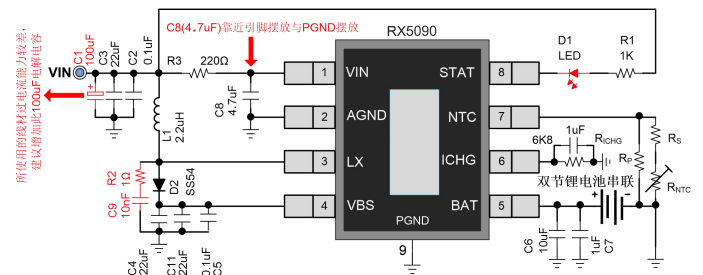 所使用的线材过电流能力较差,
建议增加此100uF电解电容
VIN
C1
100uF
C3
22uF
C2
0.1uF
C8(4.7uF)靠近引脚摆放与PGND摆放
R3
220Ω
C8
4.7uF
L1
2.2uH
R2
1Ω
C9
10nF
D2
SS54
C4
22uF
C11
22uF
0.1uF
C5
RX5090
1
VIN
2
AGND
3
LX
4
VBS
STAT
8
NTC
7
ICHG
6
BAT
5
PGND
9
D1
LED
R1
1K
1uF
6K8
RICHG
RP
RS
RNTC
双节锂电池串联
+
-
C6
10uF
1uF
C7